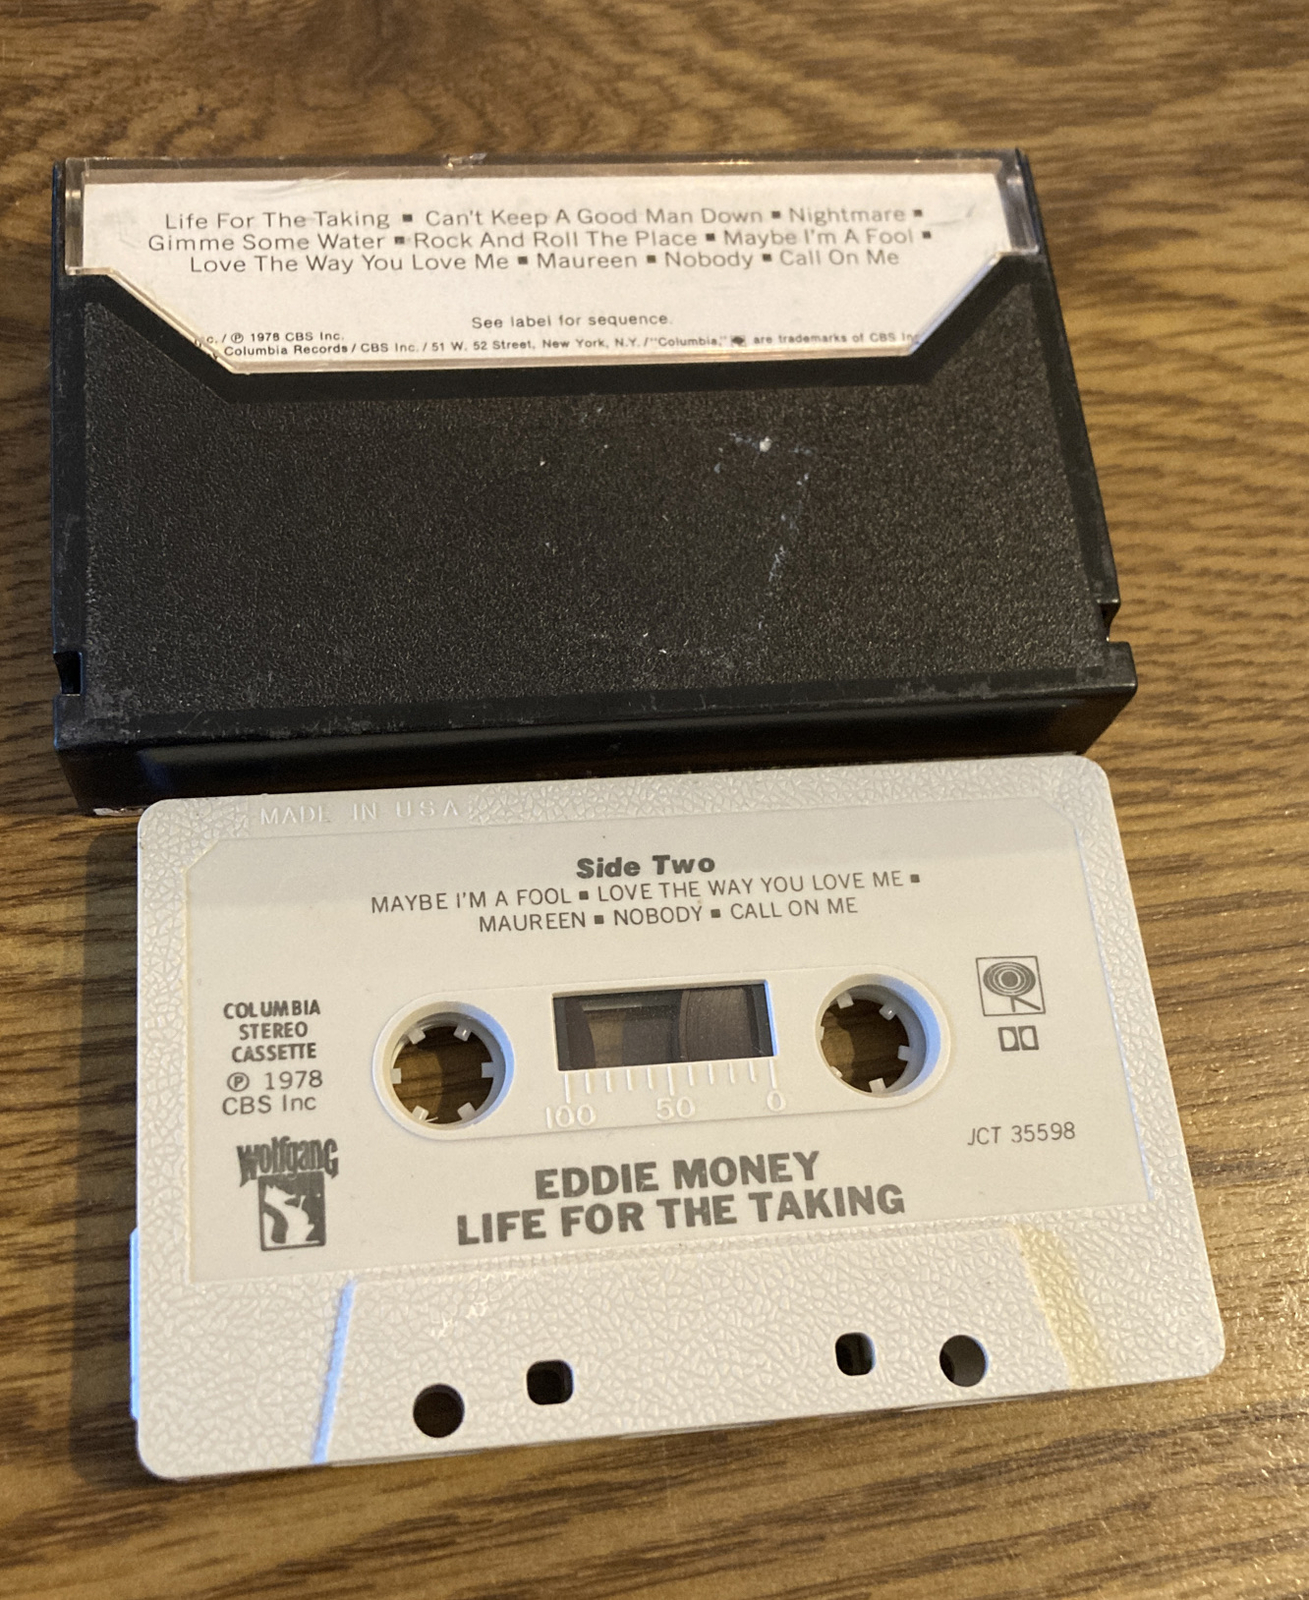 Life For The Taking ▪ Can't Keep A Good Man Down ▪ Nightmare ▪
Gimme Some Water ▪ Rock And Roll The Place ▪ Maybe I'm A Fool ▪
Love The Way You Love Me ▪ Maureen ▪ Nobody ▪ Call On Me
See label for sequence.
c. / ℗ 1978 CBS Inc.
Columbia Records / CBS Inc. / 51 W. 52 Street, New York, N.Y. / "Columbia," are trademarks of CBS Inc
MADE IN USA
Side Two
MAYBE I'M A FOOL ▪ LOVE THE WAY YOU LOVE ME ▪
MAUREEN ▪ NOBODY ▪ CALL ON ME
COLUMBIA
STEREO
CASSETTE
℗ 1978
CBS Inc
100 50 0
JCT 35598
wolfgang
EDDIE MONEY
LIFE FOR THE TAKING